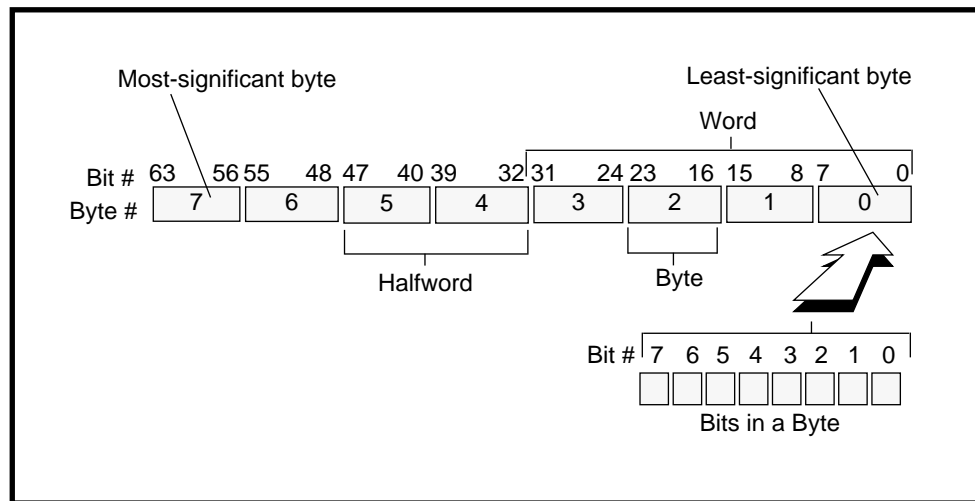 Most-significant byte
Least-significant byte
Word
Bit # 63 56 55 48 47 40 39 32 31 24 23 16 15 8 7 0
Byte # 7 6 5 4 3 2 1 0
Halfword
Byte
Bit # 7 6 5 4 3 2 1 0
Bits in a Byte